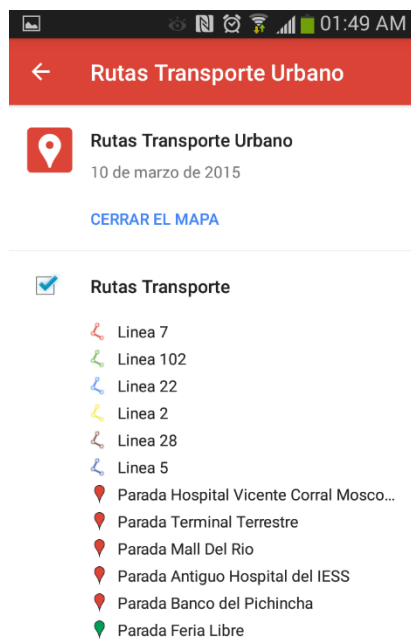 01:49 AM
Rutas Transporte Urbano
Rutas Transporte Urbano
10 de marzo de 2015
CERRAR EL MAPA
Rutas Transporte
Linea 7
Linea 102
Linea 22
Linea 2
Linea 28
Linea 5
Parada Hospital Vicente Corral Mosco...
Parada Terminal Terrestre
Parada Mall Del Rio
Parada Antiguo Hospital del IESS
Parada Banco del Pichincha
Parada Feria Libre